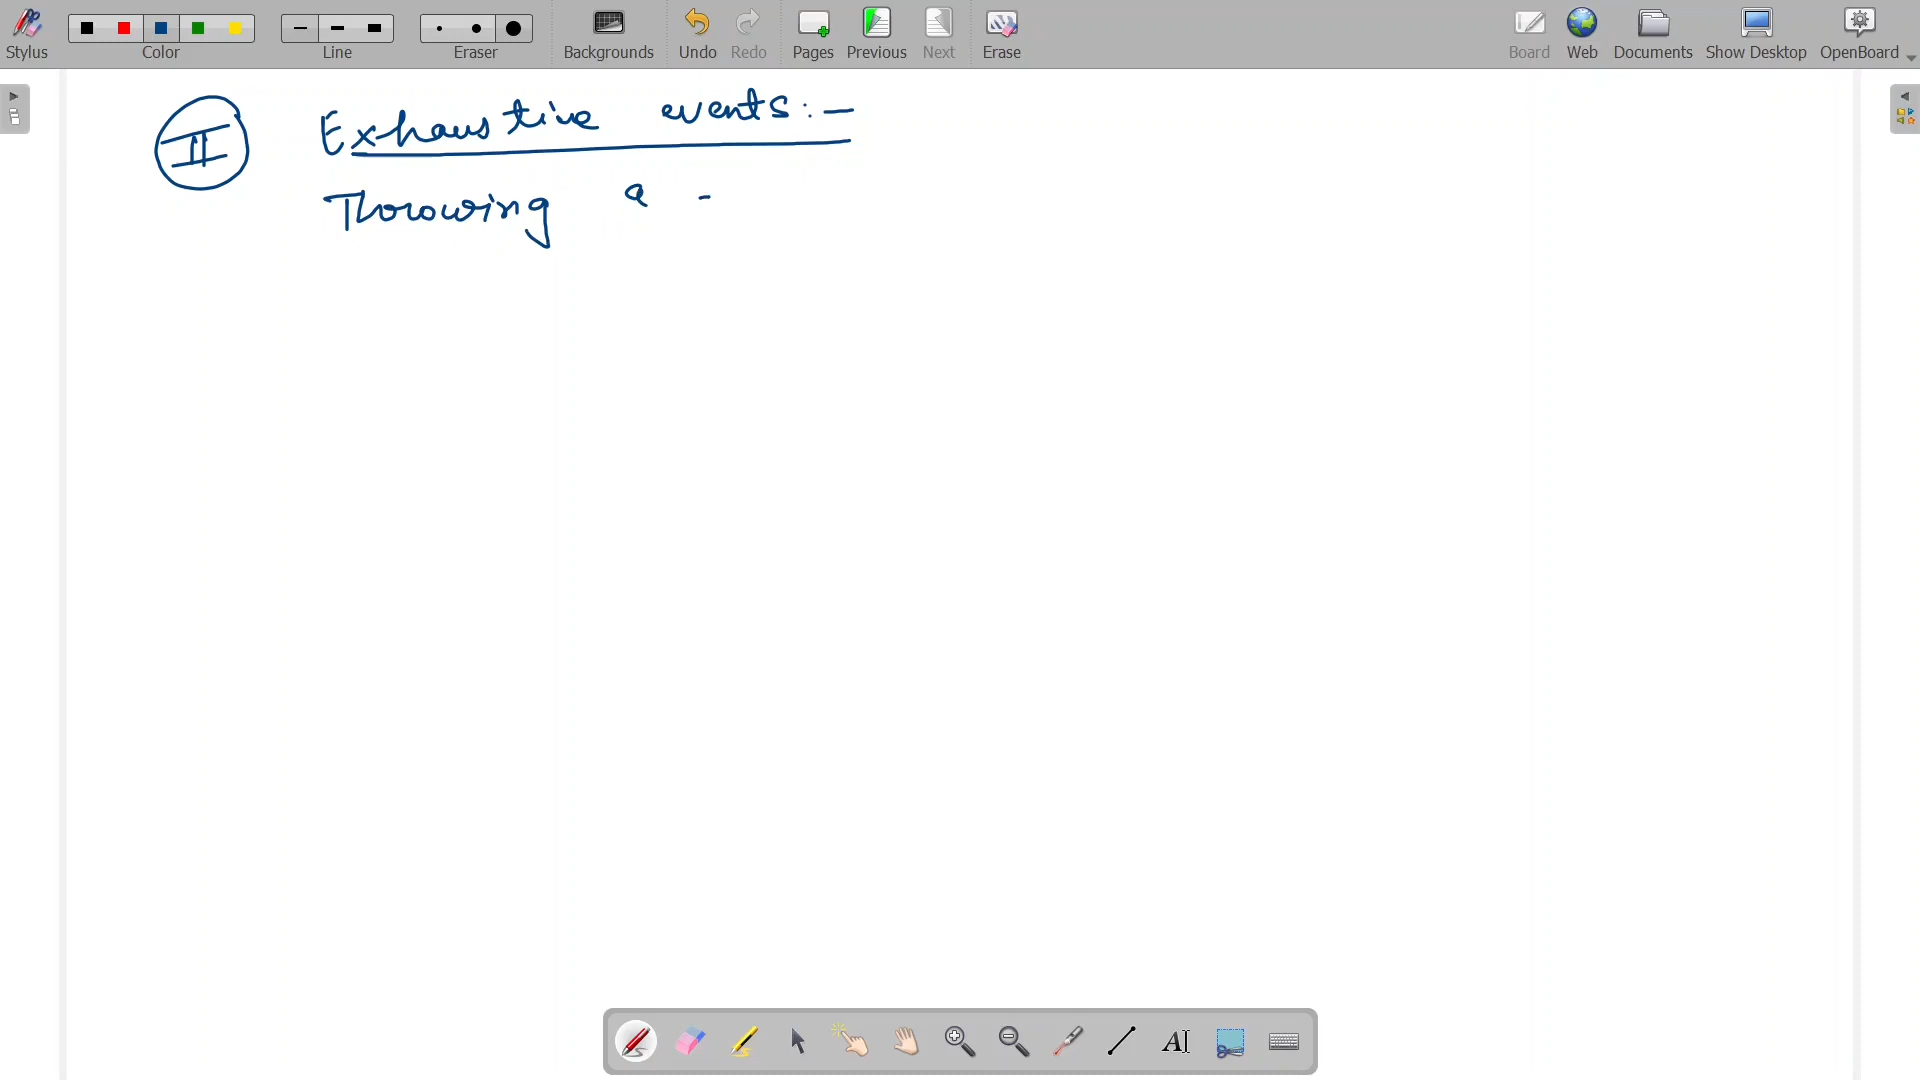 Stylus Color Line Eraser Backgrounds Undo Redo Pages Previous Next Erase Board Web Documents Show Desktop OpenBoard
II Exhaustive events:-
Throwing a -
AI